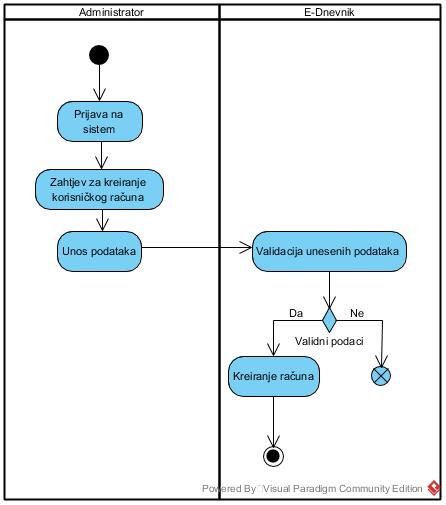 Administrator
E-Dnevnik
Prijava na
sistem
Zahtjev za kreiranje
korisničkog računa
Unos podataka
Validacija unesenih podataka
Da
Ne
Validni podaci
Kreiranje računa
Powered By Visual Paradigm Community Edition